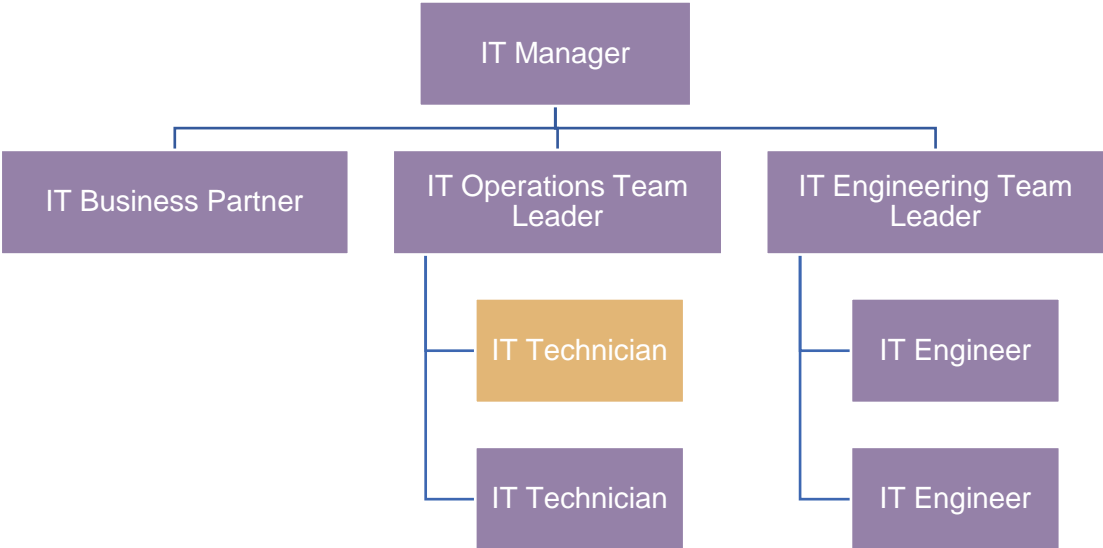 IT Manager
IT Business Partner
IT Operations Team
Leader
IT Engineering Team
Leader
IT Technician
IT Engineer
IT Technician
IT Engineer